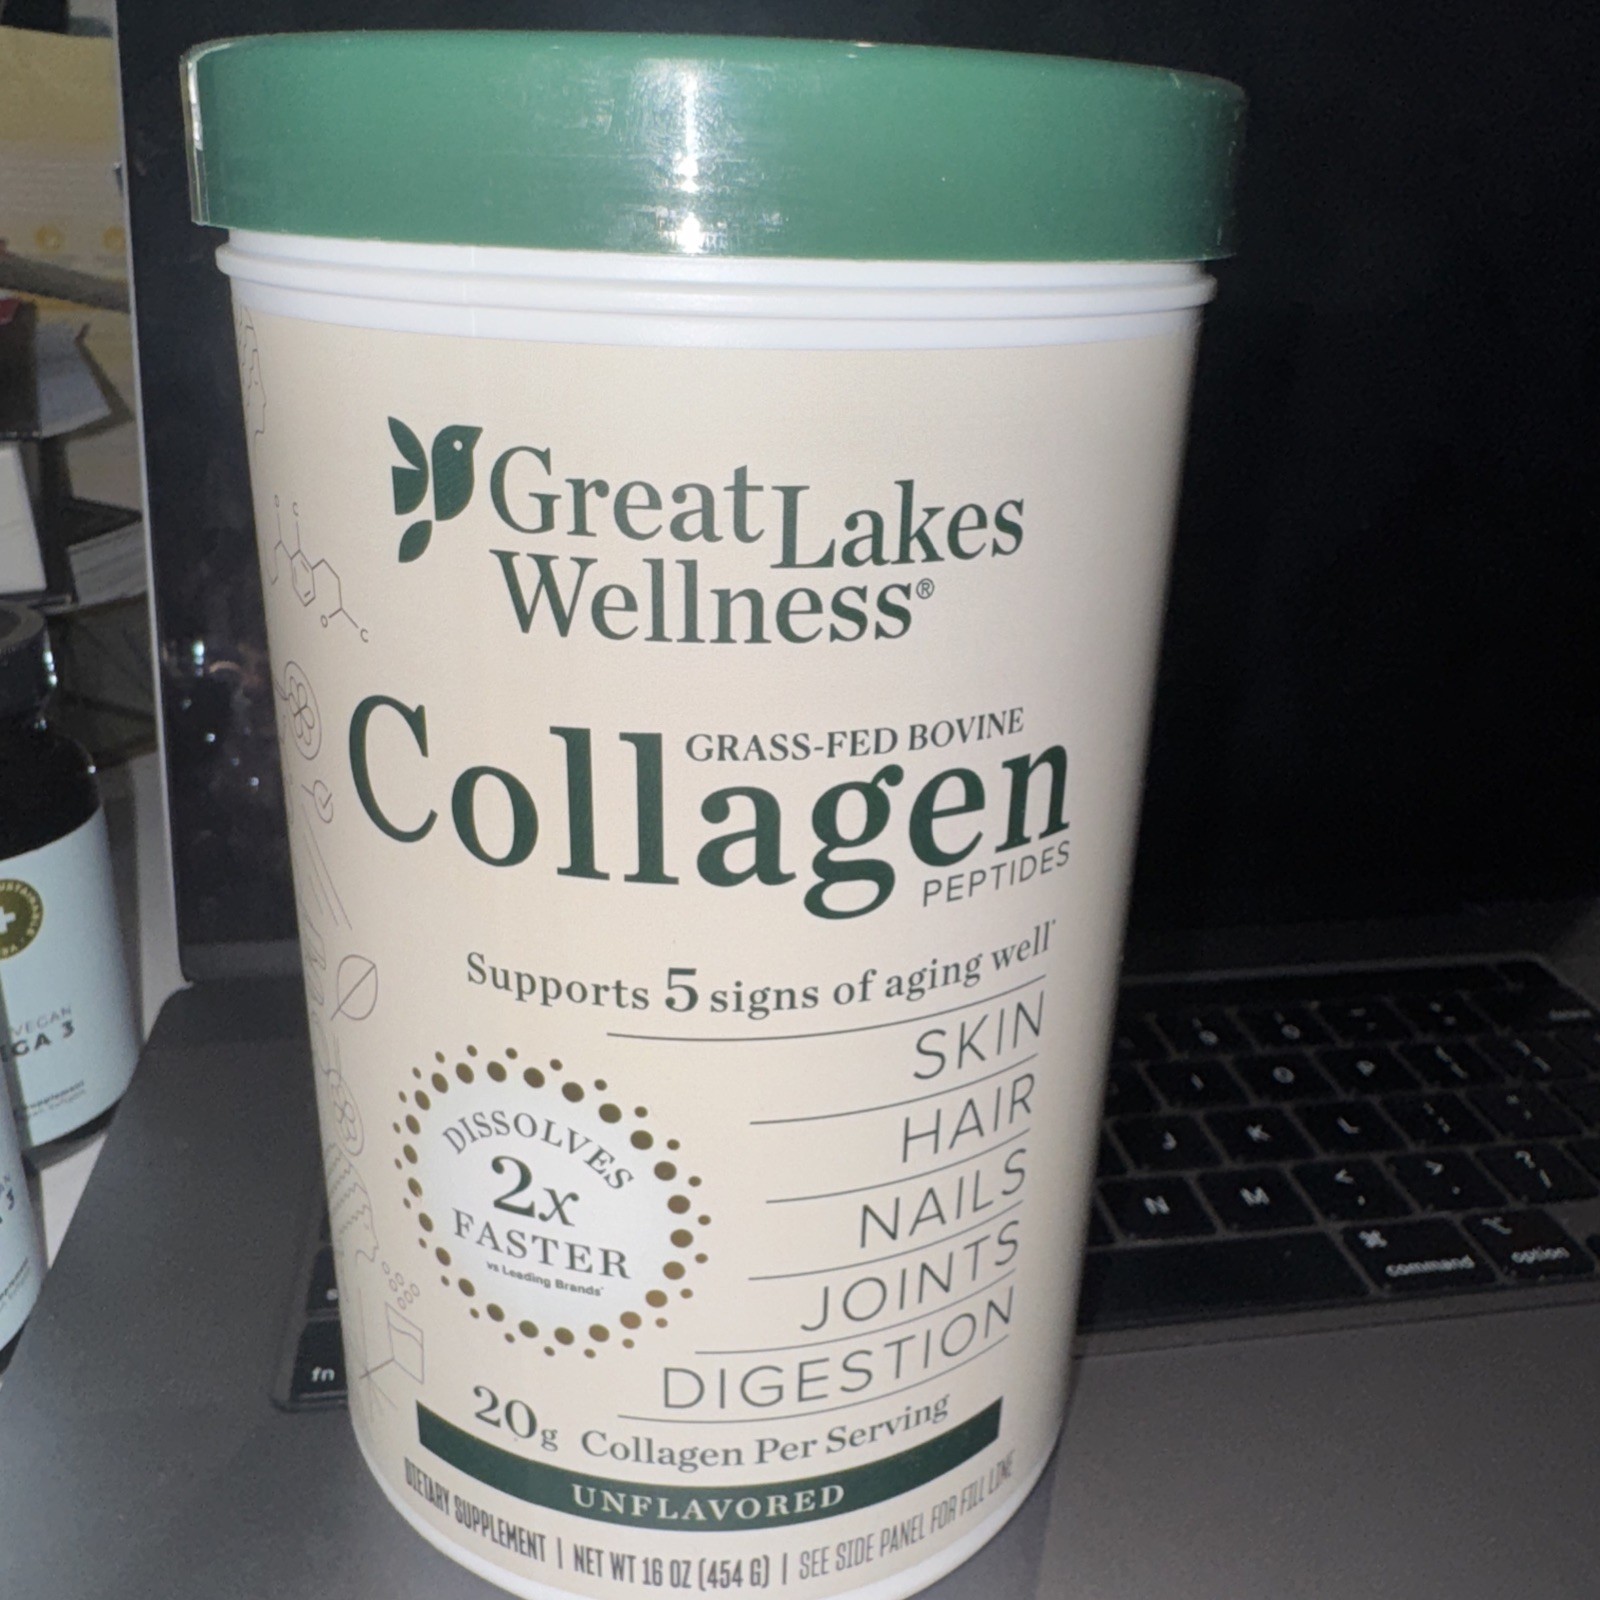 Great Lakes
Wellness®
GRASS-FED BOVINE
Collagen
PEPTIDES
Supports 5 signs of aging well*
SKIN
HAIR
NAILS
JOINTS
DIGESTION
DISSOLVES
2x
FASTER
vs Leading Brands*
20g Collagen Per Serving
UNFLAVORED
DIETARY SUPPLEMENT | NET WT 16 OZ (454 G) | SEE SIDE PANEL FOR FILL LINE
VEGAN
GA 3
I O P
J K L
N M < , > . ? /
command option
fn